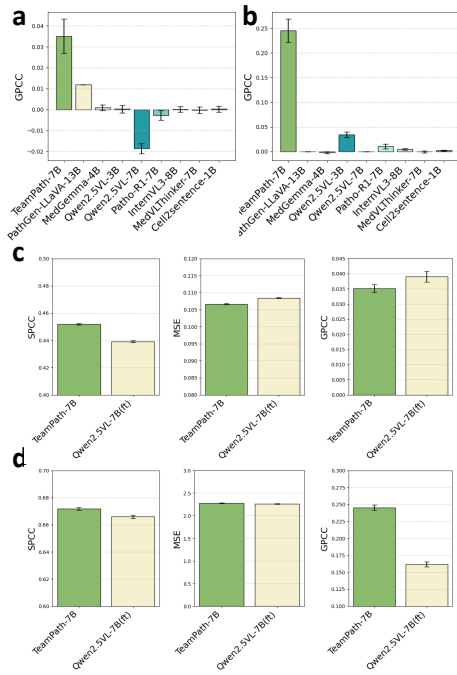 a
GPCC
0.04
0.03
0.02
0.01
0.00
−0.01
−0.02
TeamPath-7B
PathGen-LLaVA-13B
MedGemma-4B
Qwen2.5VL-3B
Qwen2.5VL-7B
Patho-R1-7B
InternVL3-8B
MedVLThinker-7B
Cell2sentence-1B
b
GPCC
0.25
0.20
0.15
0.10
0.05
0.00
TeamPath-7B
athGen-LLaVA-13B
MedGemma-4B
Qwen2.5VL-3B
Qwen2.5VL-7B
Patho-R1-7B
InternVL3-8B
MedVLThinker-7B
Cell2sentence-1B
c
SPCC
0.50
0.48
0.46
0.44
0.42
0.40
TeamPath-7B
Qwen2.5VL-7B(ft)
MSE
0.120
0.115
0.110
0.105
0.100
0.095
0.090
0.085
0.080
TeamPath-7B
Qwen2.5VL-7B(ft)
GPCC
0.045
0.040
0.035
0.030
0.025
0.020
0.015
0.010
0.005
0.000
TeamPath-7B
Qwen2.5VL-7B(ft)
d
SPCC
0.70
0.68
0.66
0.64
0.62
0.60
TeamPath-7B
Qwen2.5VL-7B(ft)
MSE
3.0
2.5
2.0
1.5
1.0
0.5
0.0
TeamPath-7B
Qwen2.5VL-7B(ft)
GPCC
0.300
0.275
0.250
0.225
0.200
0.175
0.150
0.125
0.100
TeamPath-7B
Qwen2.5VL-7B(ft)